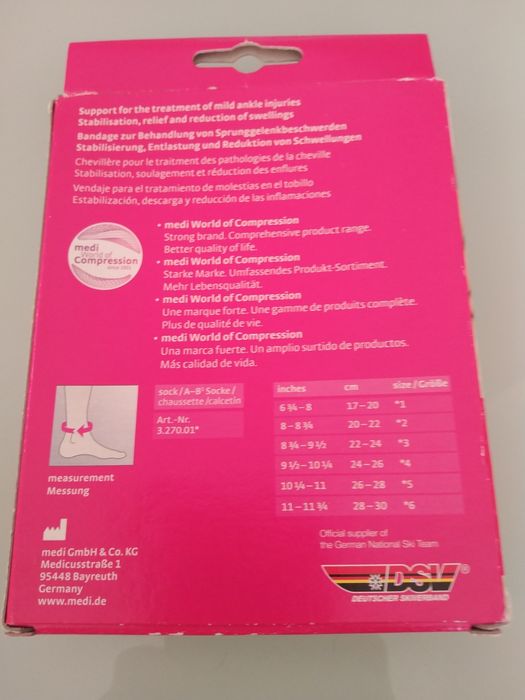 Support for the treatment of mild ankle injuries
Stabilisation, relief and reduction of swellings
Bandage zur Behandlung von Sprunggelenkbeschwerden
Stabilisierung, Entlastung und Reduktion von Schwellungen
Chevillère pour le traitment des pathologies de la cheville
Stabilisation, soulagement et réduction des enflures
Vendaje para el tratamiento de molestias en el tobillo
Estabilización, descarga y reducción de las inflamaciones
medi
World of
Compression
since 1951
• medi World of Compression
Strong brand. Comprehensive product range.
Better quality of life.
• medi World of Compression
Starke Marke. Umfassendes Produkt-Sortiment.
Mehr Lebensqualität.
• medi World of Compression
Une marque forte. Une gamme de produits complète.
Plus de qualité de vie.
• medi World of Compression
Una marca fuerte. Un amplio surtido de productos.
Más calidad de vida.
measurement
Messung
sock / A–B¹ Socke /
chaussette / calcetin
Art.-Nr.
3.270.01*
inches cm size / Größe
6 ¾ – 8 17 – 20 *1
8 – 8 ¾ 20 – 22 *2
8 ¾ – 9 ½ 22 – 24 *3
9 ½ – 10 ¼ 24 – 26 *4
10 ¼ – 11 26 – 28 *5
11 – 11 ¾ 28 – 30 *6
medi GmbH & Co. KG
Medicusstraße 1
95448 Bayreuth
Germany
www.medi.de
Official supplier of
the German National Ski Team
DSV®
DEUTSCHER SKIVERBAND